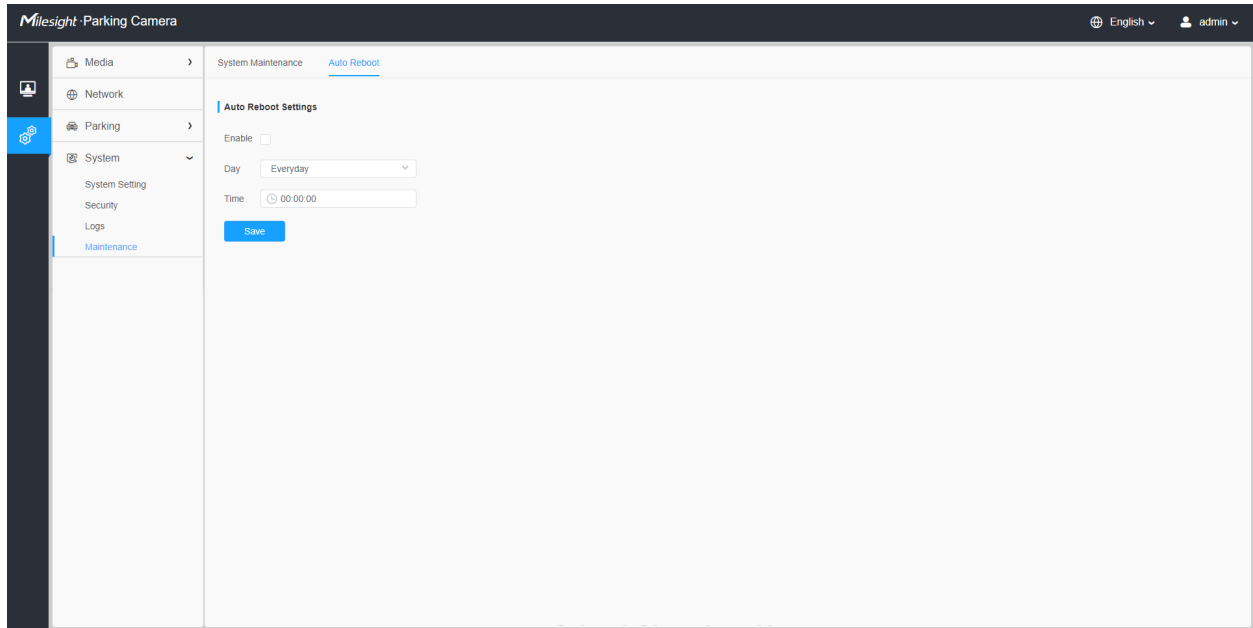 Milesight·Parking Camera
English
admin
Media
Network
Parking
System
System Setting
Security
Logs
Maintenance
System Maintenance
Auto Reboot
Auto Reboot Settings
Enable
Day
Everyday
Time
00:00:00
Save